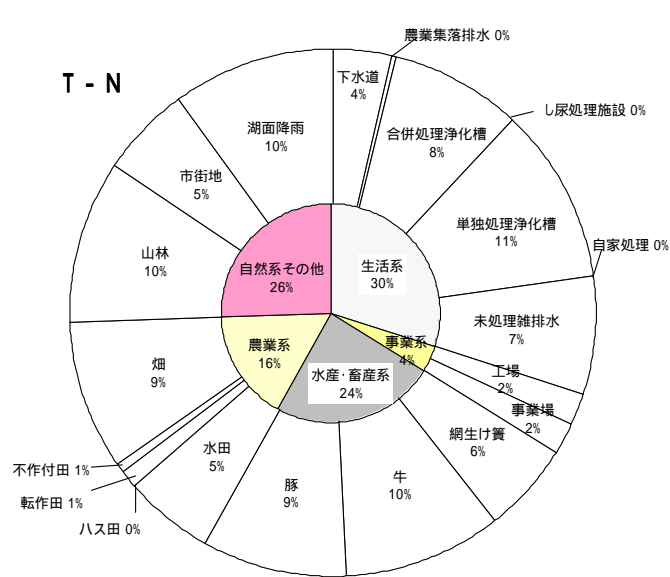 T - N
農業集落排水 0%
下水道
4%
し尿処理施設 0%
合併処理浄化槽
8%
湖面降雨
10%
市街地
5%
単独処理浄化槽
11%
自家処理 0%
山林
10%
自然系その他
26%
生活系
30%
未処理雑排水
7%
農業系
16%
事業系
4%
水産・畜産系
24%
畑
9%
工場
2%
事業場
2%
網生け簀
6%
水田
5%
豚
9%
牛
10%
不作付田 1%
転作田 1%
ハス田 0%